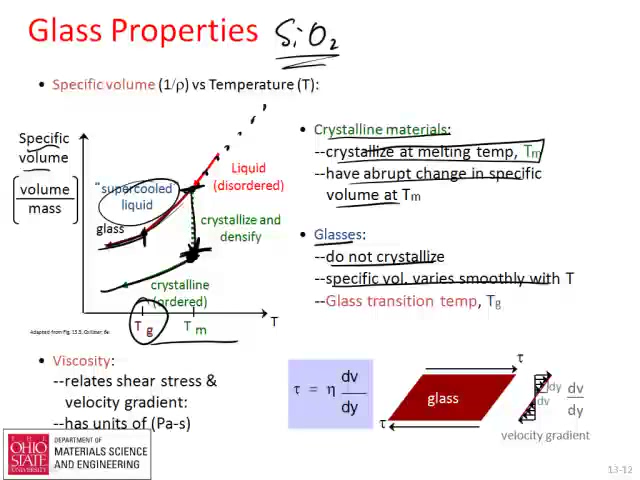 Glass Properties SiO2
• Specific volume (1/ρ) vs Temperature (T):
Specific
volume
volume
mass
"supercooled
liquid
glass
Liquid
(disordered)
crystallize and
densify
crystalline
(ordered)
T
Tg
Tm
Adapted from Fig. 13.5, Callister, 6e.
• Crystalline materials:
--crystallize at melting temp, Tm
--have abrupt change in specific
volume at Tm
• Glasses:
--do not crystallize
--specific vol. varies smoothly with T
--Glass transition temp, Tg
• Viscosity:
--relates shear stress &
velocity gradient:
--has units of (Pa-s)
τ = η dv
dy
τ
glass
τ
dy
dv
dv
dy
velocity gradient
THE
OHIO
STATE
UNIVERSITY
DEPARTMENT OF
MATERIALS SCIENCE
AND ENGINEERING
13-12